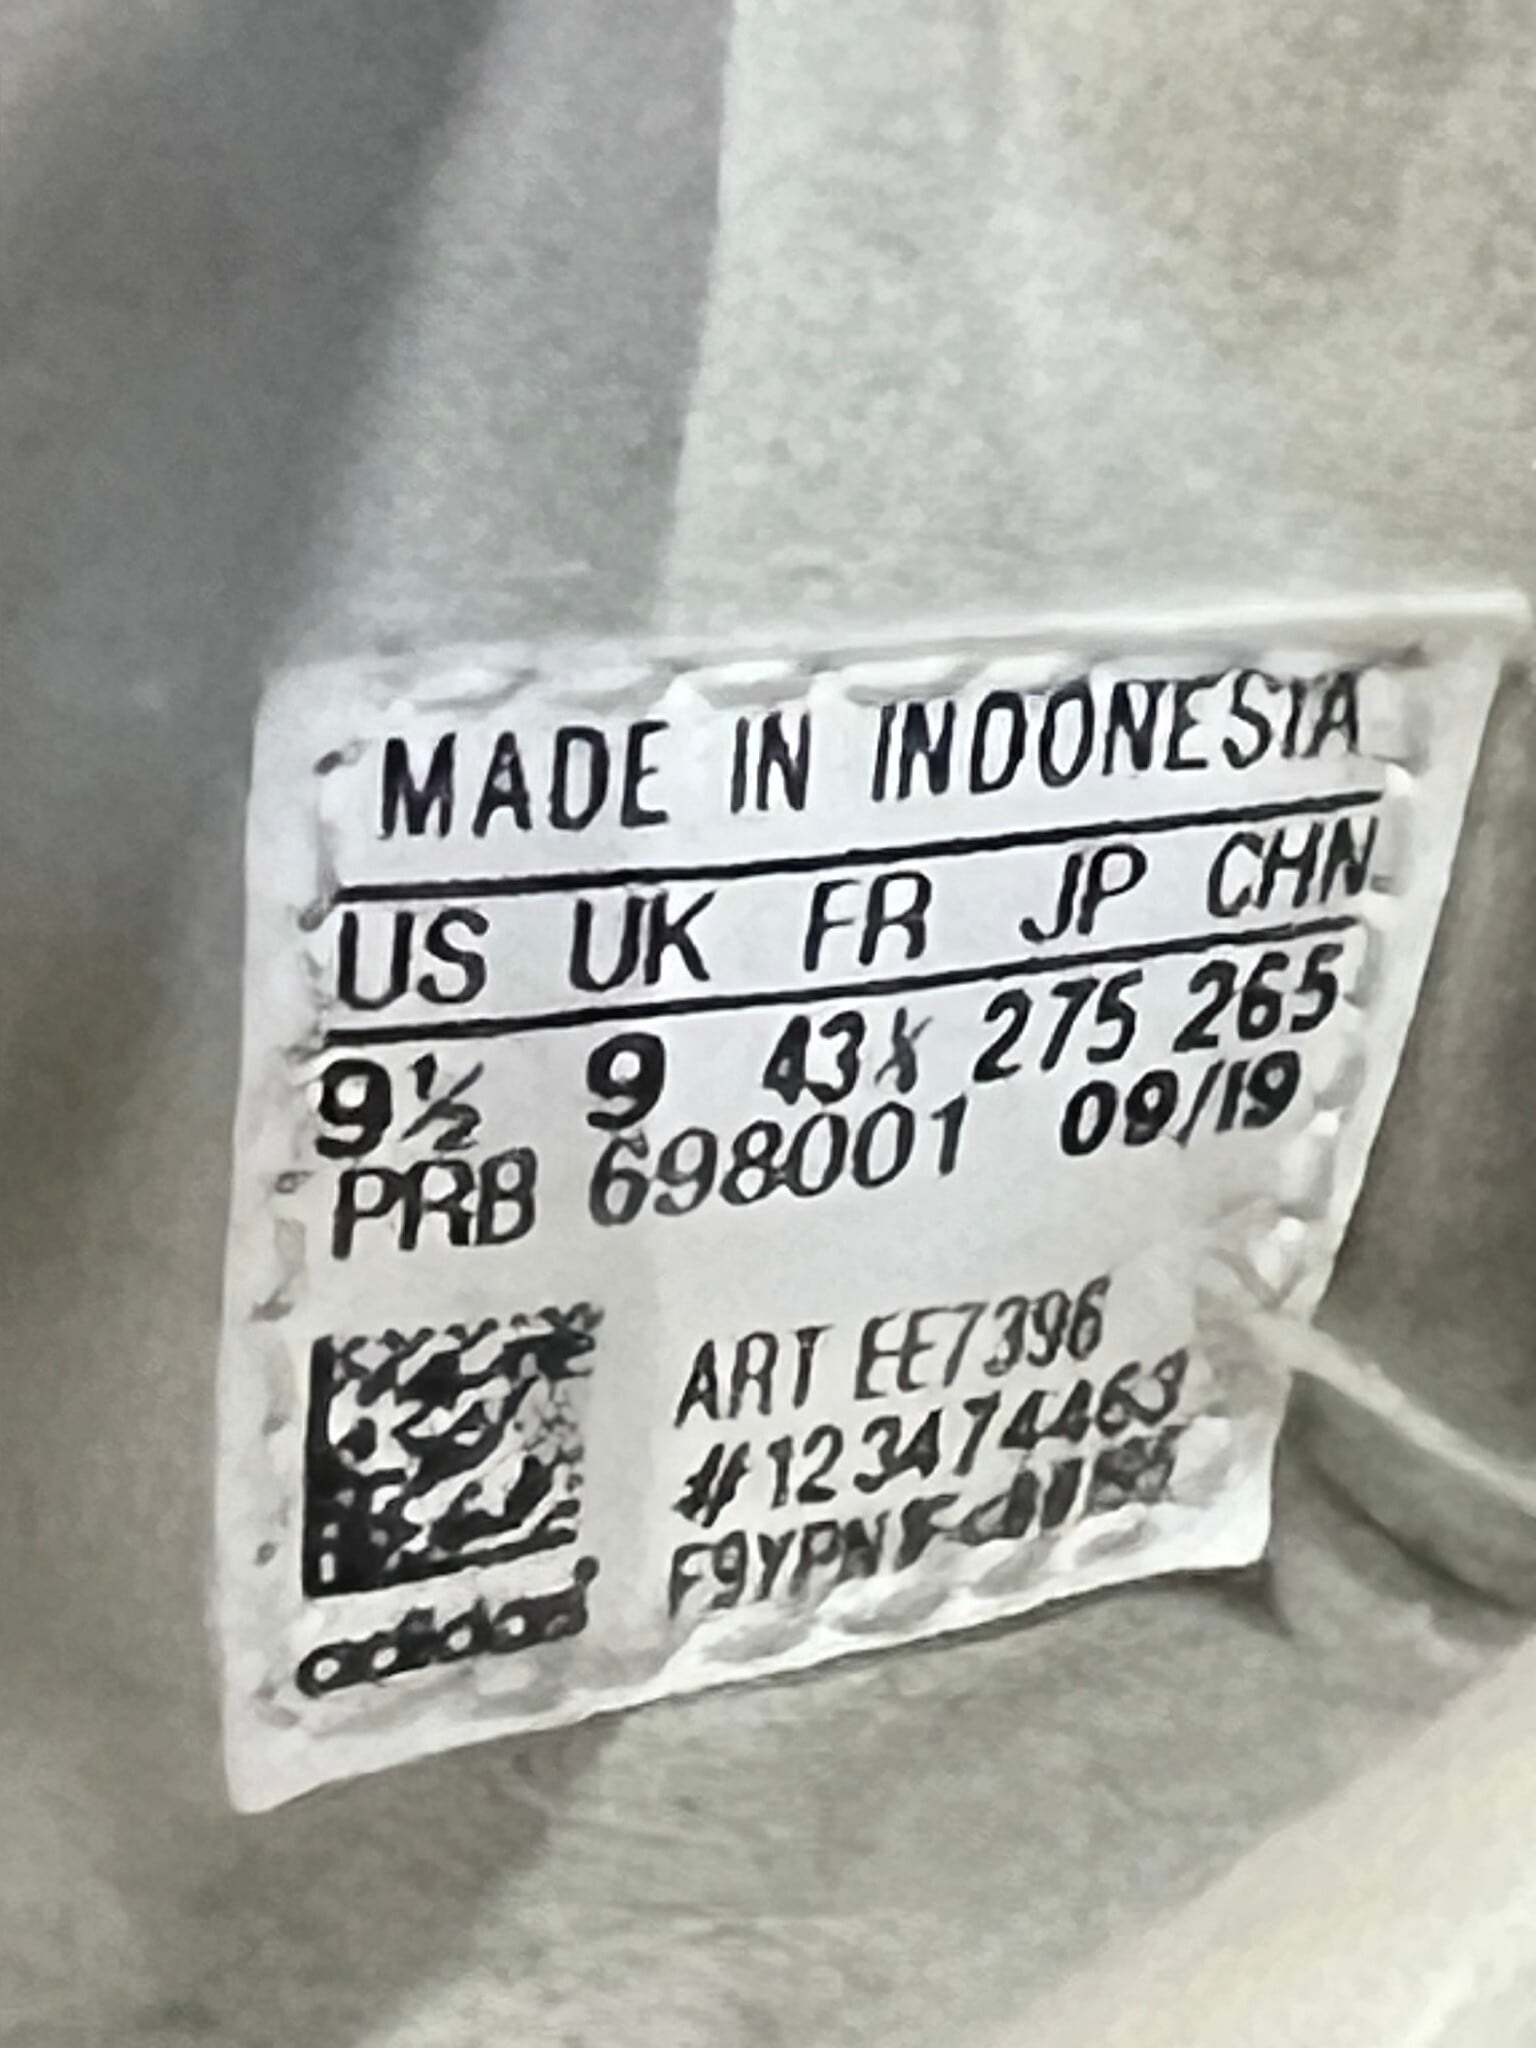 MADE IN INDONESIA
US UK FR JP CHN
9½ 9 43⅓ 275 265
PRB 698001 09/19
ART EE7396
#123474463
adidas